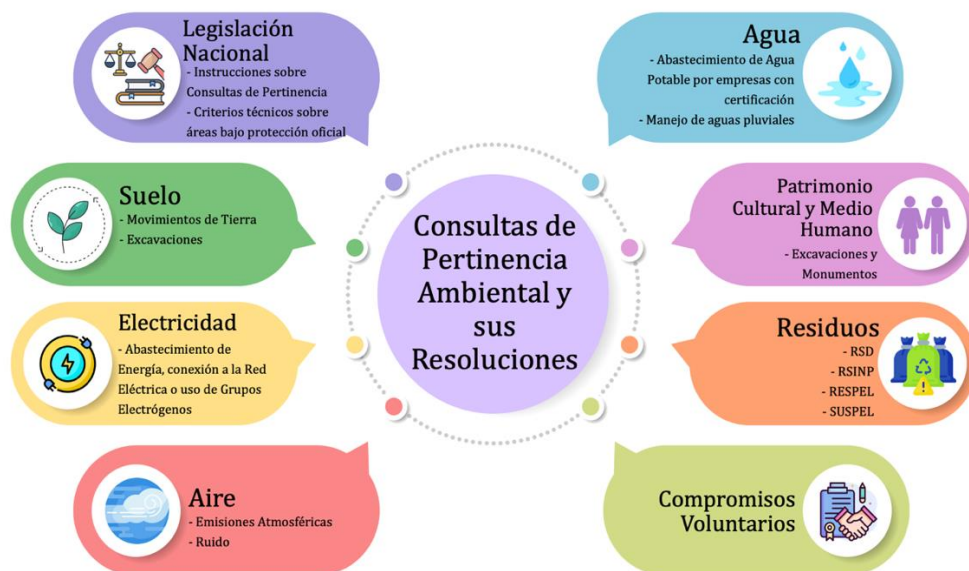 Legislación
Nacional
- Instrucciones sobre
Consultas de Pertinencia
- Criterios técnicos sobre
áreas bajo protección oficial
Agua
- Abastecimiento de Agua
Potable por empresas con
certificación
- Manejo de aguas pluviales
Suelo
- Movimientos de Tierra
- Excavaciones
Patrimonio
Cultural y Medio
Humano
- Excavaciones y
Monumentos
Consultas de
Pertinencia
Ambiental y
sus
Resoluciones
Electricidad
- Abastecimiento de
Energía, conexión a la Red
Eléctrica o uso de Grupos
Electrógenos
Residuos
- RSD
- RSINP
- RESPEL
- SUSPEL
Aire
- Emisiones Atmosféricas
- Ruido
Compromisos
Voluntarios